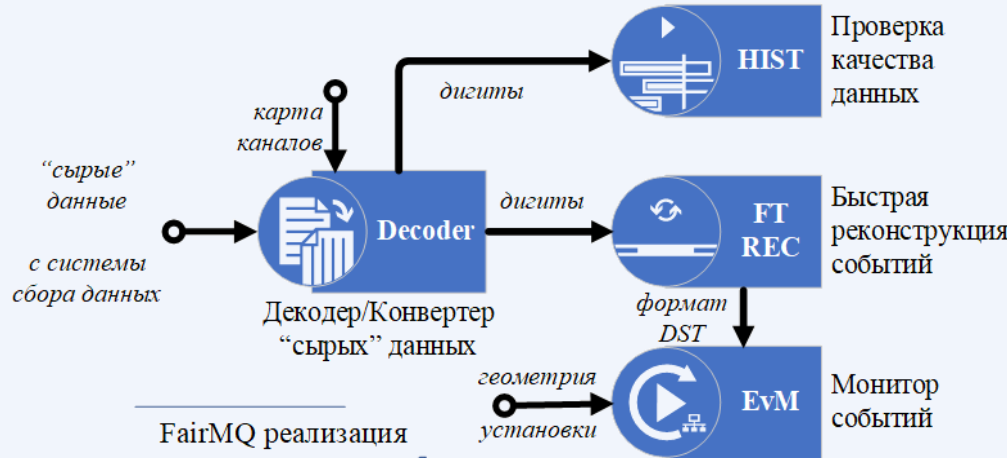 Проверка
качества
данных
HIST
дигиты
карта
каналов
“сырые”
данные
с системы
сбора данных
Decoder
Декодер/Конвертер
“сырых” данных
дигиты
FT
REC
Быстрая
реконструкция
событий
формат
DST
геометрия
установки
EvM
Монитор
событий
FairMQ реализация